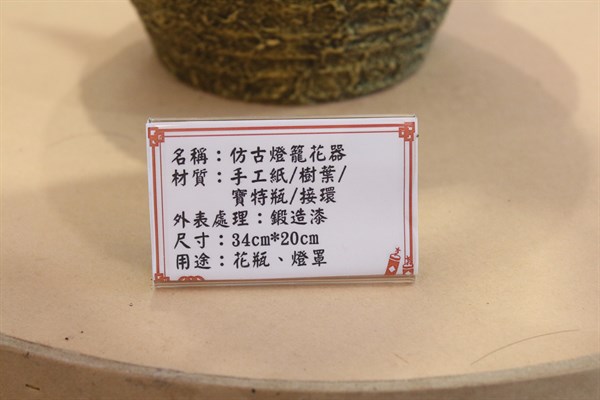 名稱：仿古燈籠花器
材質：手工紙/樹葉/
寶特瓶/接環
外表處理：鍛造漆
尺寸：34cm*20cm
用途：花瓶、燈罩